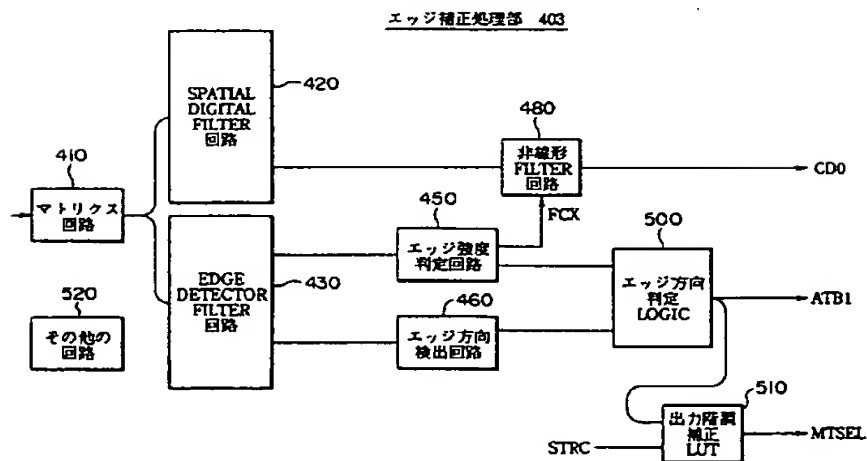 エッジ補正処理部 403
SPATIAL
DIGITAL
FILTER
回路
420
480
非線形
FILTER
回路
CD0
410
マトリクス
回路
450
FCX
エッジ強度
判定回路
500
エッジ方向
判定
LOGIC
ATB1
EDGE
DETECTOR
FILTER
回路
430
460
エッジ方向
検出回路
520
その他の
回路
510
出力階調
補正
LUT
STRC
MTSEL